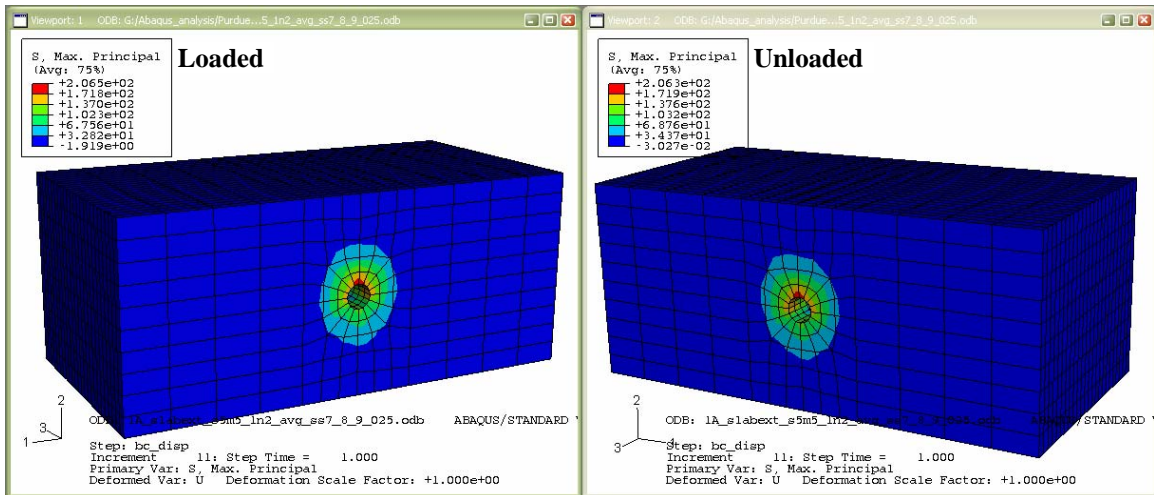 Viewport: 1 ODB: G:/Abaqus_analysis/Purdue...5_1n2_avg_ss7_8_9_025.odb
S, Max. Principal
(Avg: 75%)
+2.065e+02
+1.718e+02
+1.370e+02
+1.023e+02
+6.756e+01
+3.282e+01
-1.919e+00
Loaded
2
3
1
ODB: 1A_slabext_s5m5_1n2_avg_ss7_8_9_025.odb ABAQUS/STANDARD
Step: bc_disp
Increment 11: Step Time = 1.000
Primary Var: S, Max. Principal
Deformed Var: U Deformation Scale Factor: +1.000e+00
Viewport: 2 ODB: G:/Abaqus_analysis/Purdue...5_1n2_avg_ss7_8_9_025.odb
S, Max. Principal
(Avg: 75%)
+2.063e+02
+1.719e+02
+1.376e+02
+1.032e+02
+6.876e+01
+3.437e+01
-3.027e-02
Unloaded
2
3
ODB: 1A_slabext_s5m5_1n2_avg_ss7_8_9_025.odb
Step: bc_disp
Increment 11: Step Time = 1.000
Primary Var: S, Max. Principal
Deformed Var: U Deformation Scale Factor: +1.000e+00